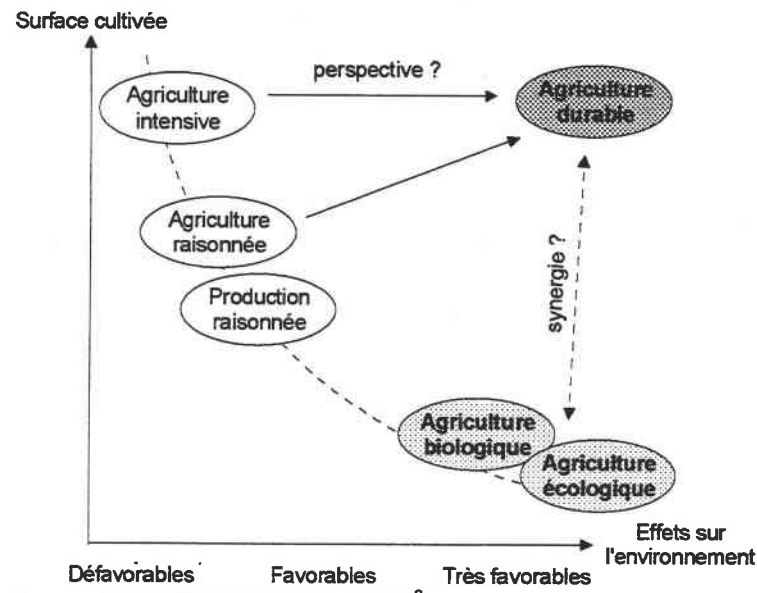 Surface cultivée
perspective ?
Agriculture
intensive
Agriculture
durable
Agriculture
raisonnée
synergie ?
Production
raisonnée
Agriculture
biologique
Agriculture
écologique
Effets sur
l'environnement
Défavorables
Favorables
Très favorables